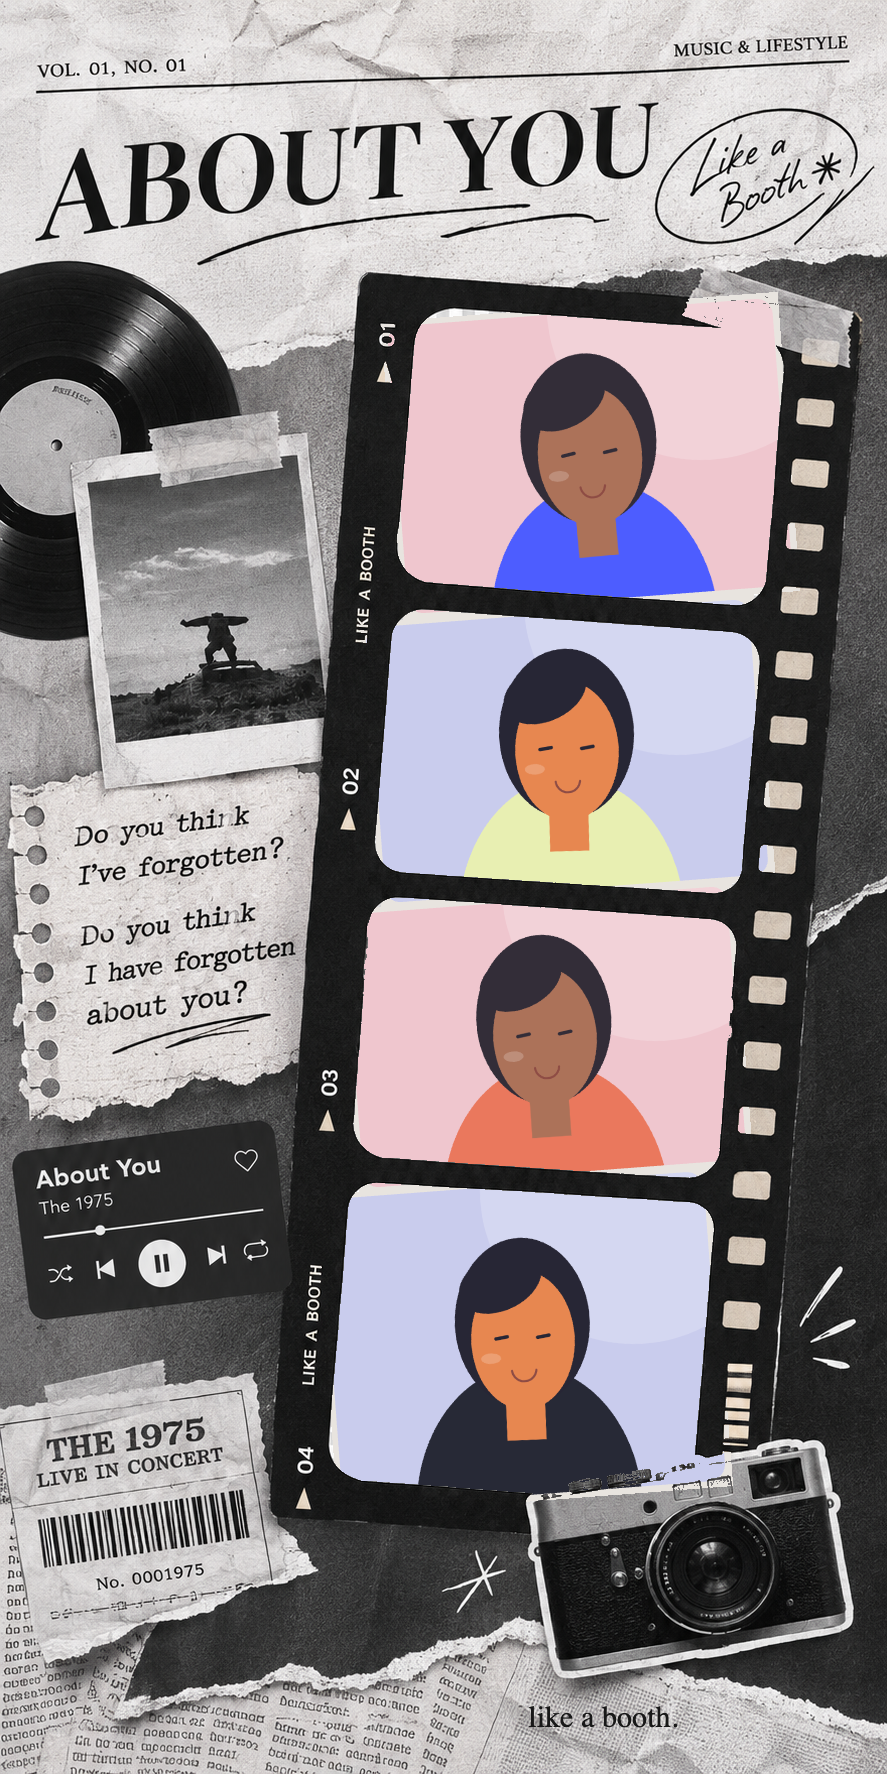 VOL. 01, NO. 01
MUSIC & LIFESTYLE
ABOUT YOU
Like a
Booth
01
LIKE A BOOTH
02
Do you think
I've forgotten?
Do you think
I have forgotten
about you?
03
About You
The 1975
LIKE A BOOTH
04
THE 1975
LIVE IN CONCERT
No. 0001975
like a booth.